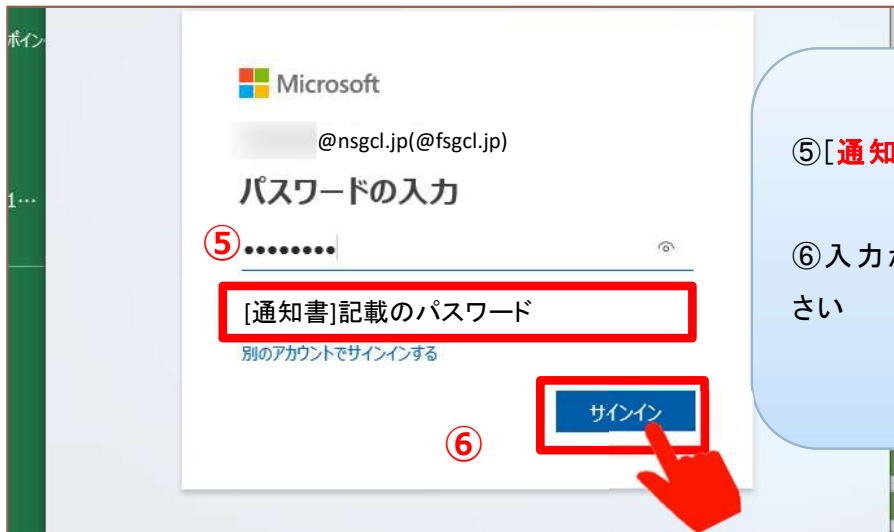 ポイン
1…
Microsoft
@nsgcl.jp(@fsgcl.jp)
パスワードの入力
⑤
••••••••
[通知書]記載のパスワード
別のアカウントでサインインする
サインイン
⑥
⑤[通知
⑥入力が
さい